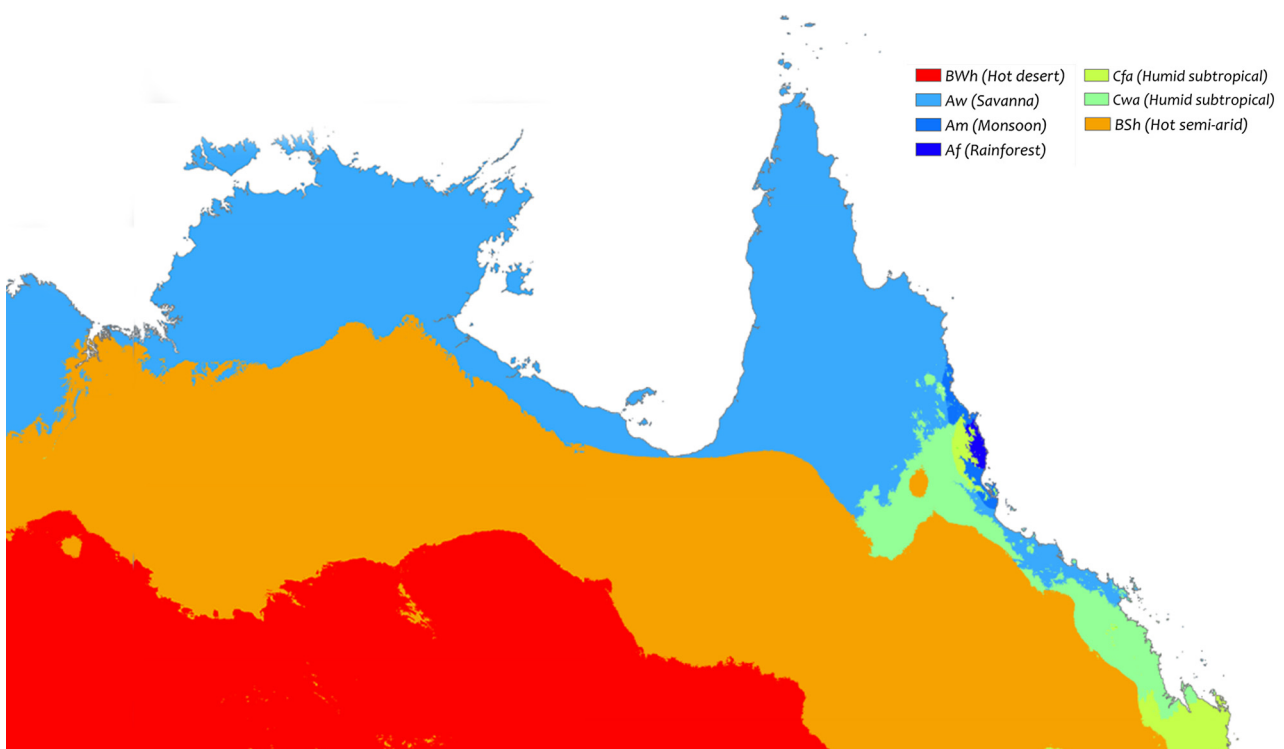 BWh (Hot desert)
Aw (Savanna)
Am (Monsoon)
Af (Rainforest)
Cfa (Humid subtropical)
Cwa (Humid subtropical)
BSh (Hot semi-arid)